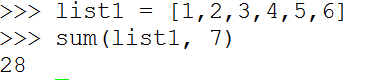 >>> list1 = [1,2,3,4,5,6]
>>> sum(list1, 7)
28